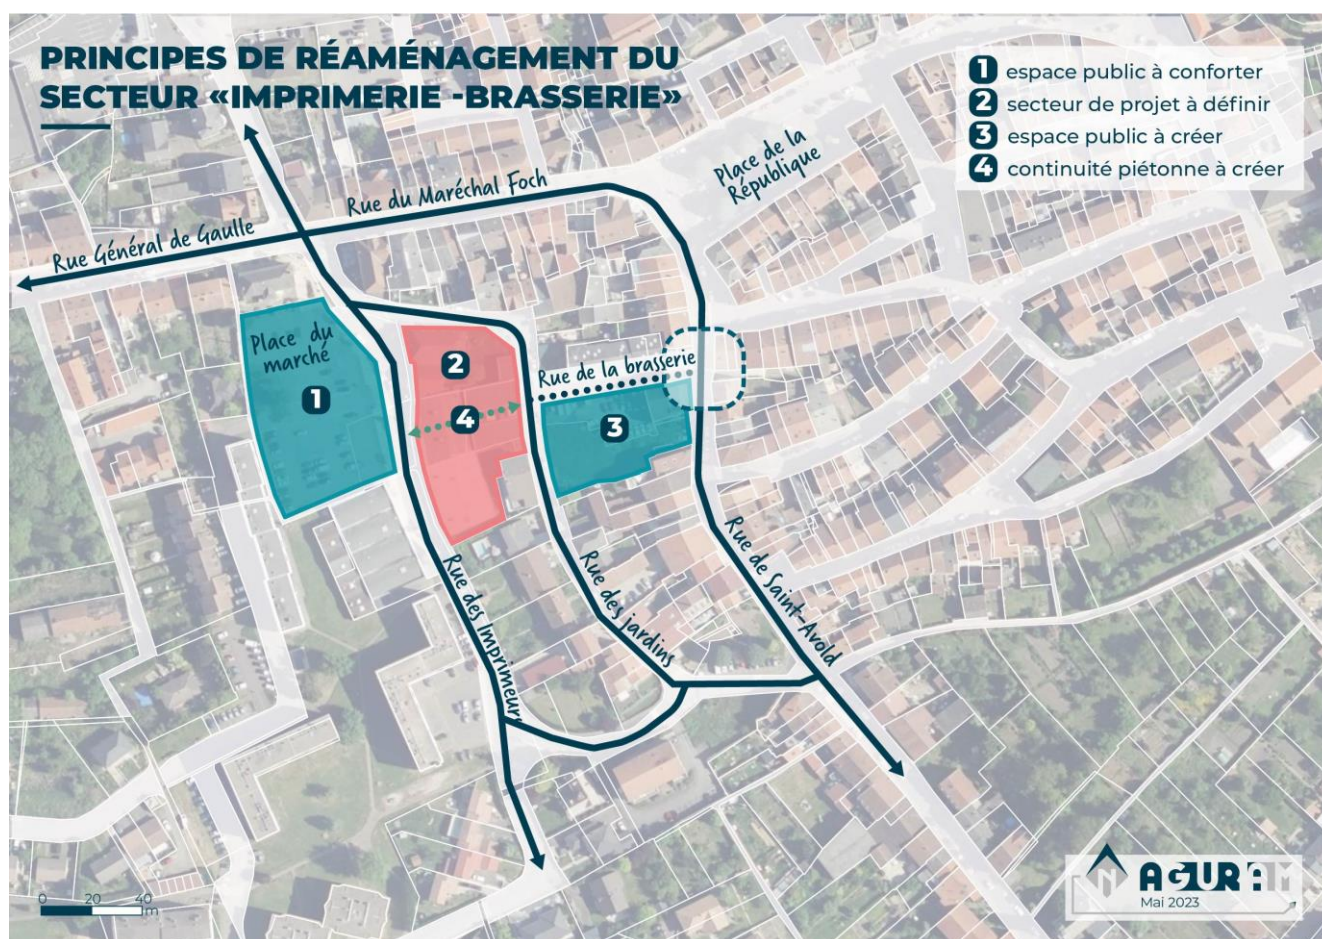 PRINCIPES DE RÉAMÉNAGEMENT DU
SECTEUR «IMPRIMERIE -BRASSERIE»
1 espace public à conforter
2 secteur de projet à définir
3 espace public à créer
4 continuité piétonne à créer
Place de la
République
Rue du Maréchal Foch
Rue Général de Gaulle
Place du
marché
1
2
4
Rue de la brasserie
3
Rue des Imprimeurs
Rue des jardins
Rue de Saint-Avold
0 20 40
m
N
AGURAM
Mai 2023